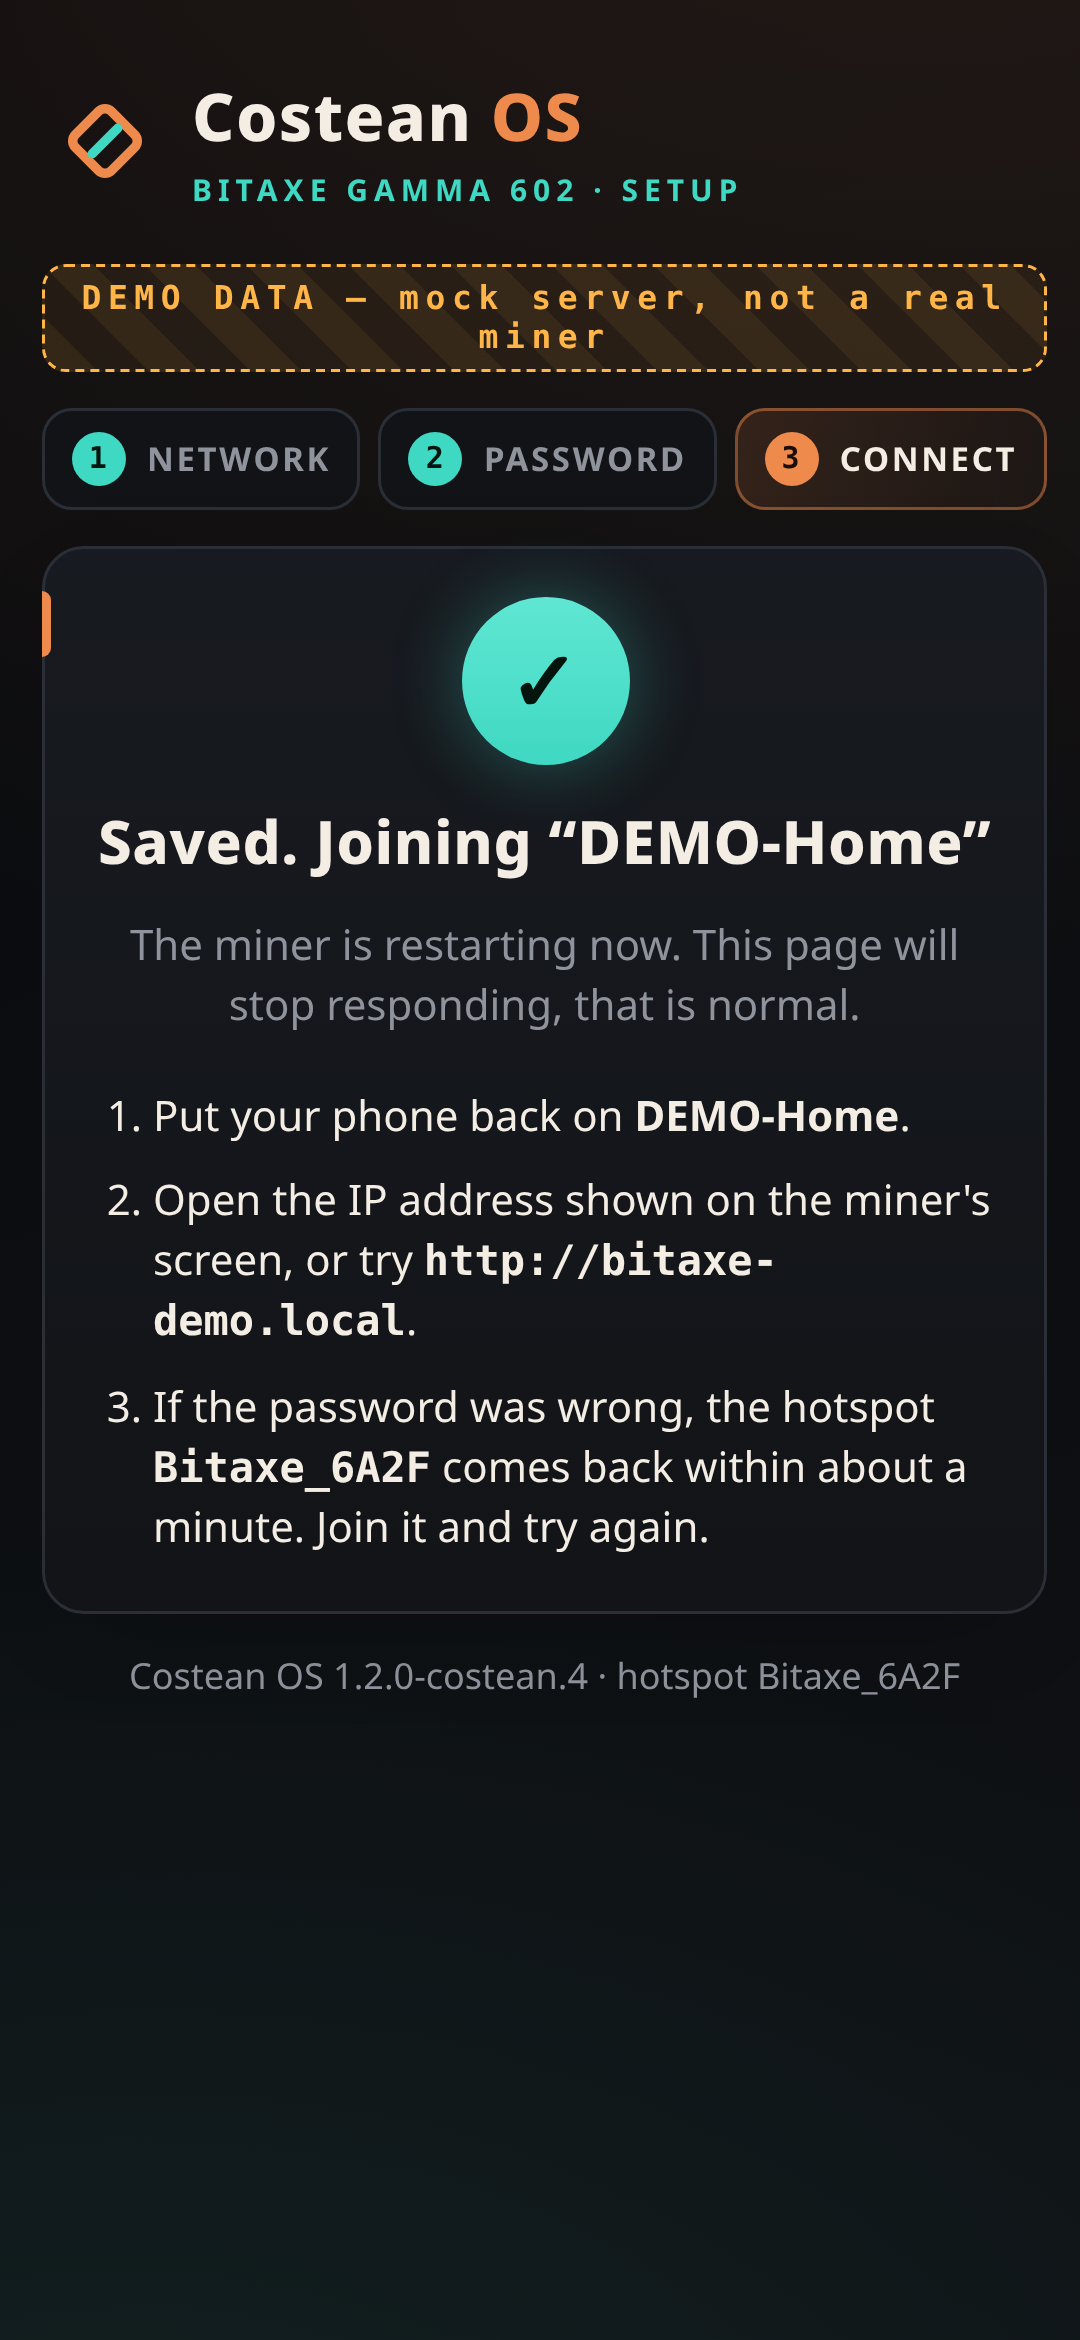 Costean OS
BITAXE GAMMA 602 · SETUP
DEMO DATA — mock server, not a real
miner
1 NETWORK 2 PASSWORD 3 CONNECT
✓
Saved. Joining “DEMO-Home”
The miner is restarting now. This page will
stop responding, that is normal.
1. Put your phone back on DEMO-Home.
2. Open the IP address shown on the miner's
screen, or try http://bitaxe-
demo.local.
3. If the password was wrong, the hotspot
Bitaxe_6A2F comes back within about a
minute. Join it and try again.
Costean OS 1.2.0-costean.4 · hotspot Bitaxe_6A2F